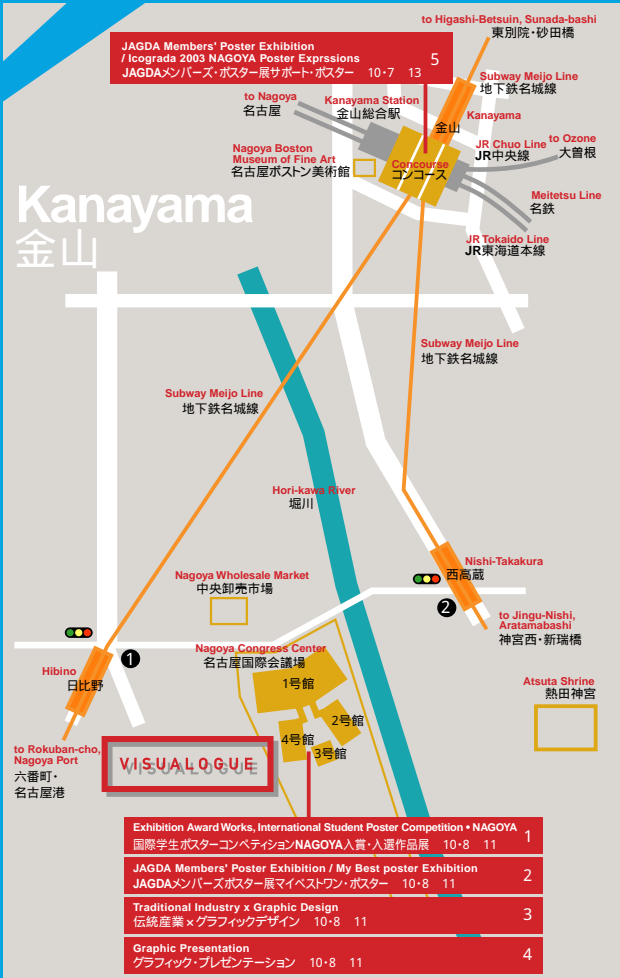 to Higashi-Betsuin, Sunada-bashi
東別院・砂田橋
JAGDA Members' Poster Exhibition
/ Icograda 2003 NAGOYA Poster Exprssions
JAGDAメンバーズ・ポスター展サポート・ポスター 10・7 13
5
Subway Meijo Line
地下鉄名城線
to Nagoya
名古屋
Kanayama Station
金山総合駅
Kanayama
金山
JR Chuo Line
JR中央線
to Ozone
大曽根
Nagoya Boston
Museum of Fine Art
名古屋ボストン美術館
Concourse
コンコース
Meitetsu Line
名鉄
Kanayama
金山
JR Tokaido Line
JR東海道本線
Subway Meijo Line
地下鉄名城線
Subway Meijo Line
地下鉄名城線
Hori-kawa River
堀川
Nishi-Takakura
西高蔵
Nagoya Wholesale Market
中央卸売市場
2
to Jingu-Nishi,
Aratamabashi
神宮西・新瑞橋
Nagoya Congress Center
名古屋国際会議場
1
Hibino
日比野
1号館
2号館
4号館
3号館
Atsuta Shrine
熱田神宮
to Rokuban-cho,
Nagoya Port
六番町・
名古屋港
VISUALOGUE
Exhibition Award Works, International Student Poster Competition • NAGOYA
国際学生ポスターコンペティションNAGOYA入賞・入選作品展 10・8 11
1
JAGDA Members' Poster Exhibition / My Best poster Exhibition
JAGDAメンバーズポスター展マイベストワン・ポスター 10・8 11
2
Traditional Industry x Graphic Design
伝統産業×グラフィックデザイン 10・8 11
3
Graphic Presentation
グラフィック・プレゼンテーション 10・8 11
4